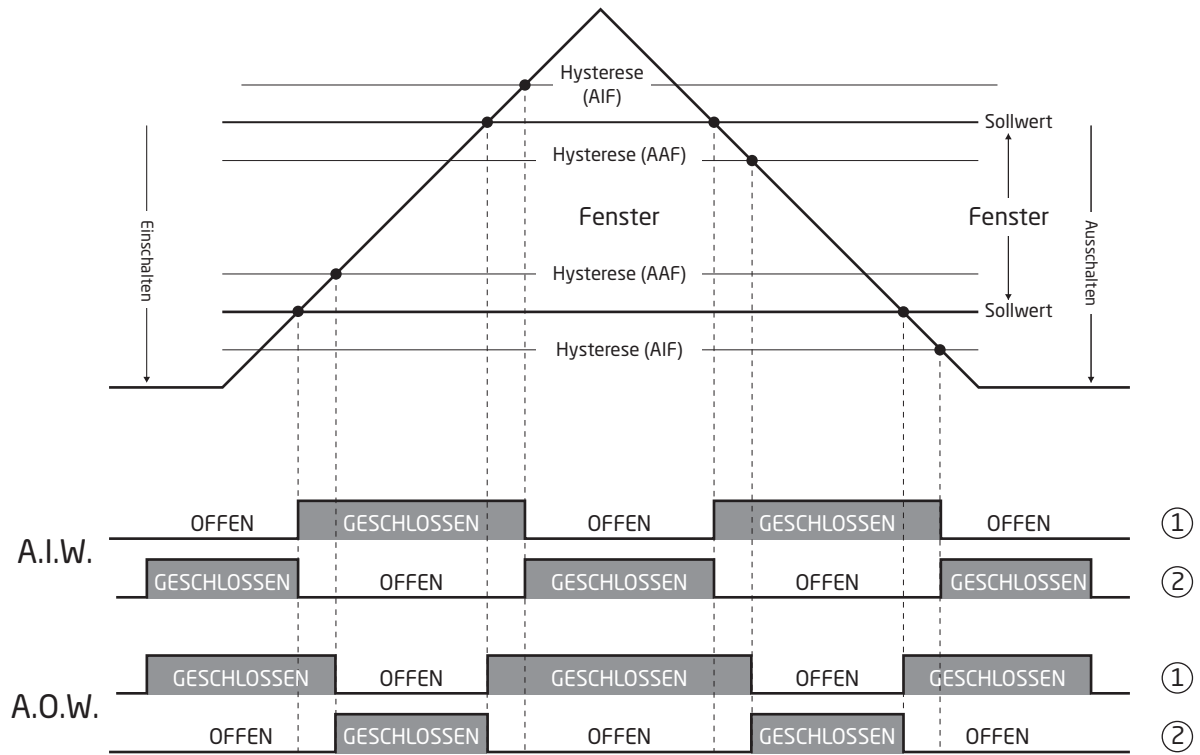 Hysterese
(AIF)
Sollwert
Hysterese (AAF)
Einschalten
Fenster
Fenster
Ausschalten
Hysterese (AAF)
Sollwert
Hysterese (AIF)
A.I.W.
OFFEN GESCHLOSSEN OFFEN GESCHLOSSEN OFFEN ①
GESCHLOSSEN OFFEN GESCHLOSSEN OFFEN GESCHLOSSEN ②
A.O.W.
GESCHLOSSEN OFFEN GESCHLOSSEN OFFEN GESCHLOSSEN ①
OFFEN GESCHLOSSEN OFFEN GESCHLOSSEN OFFEN ②